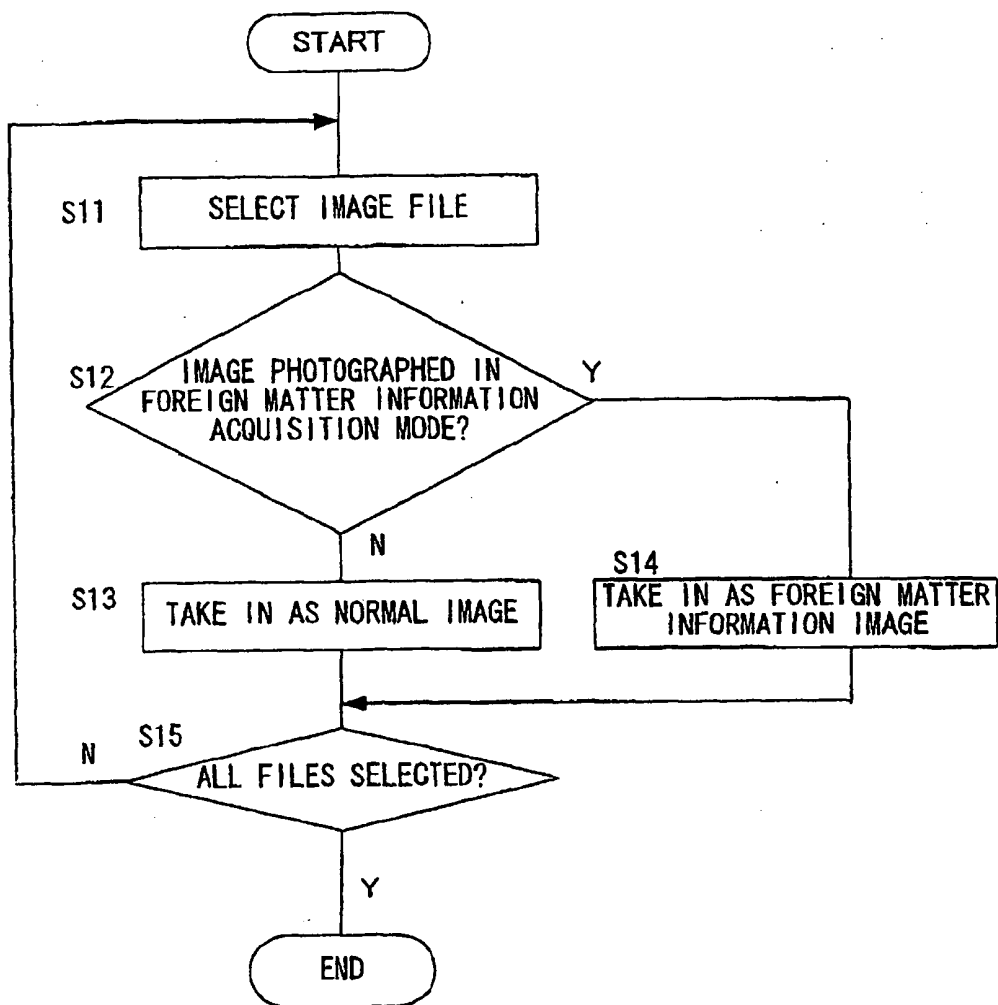 START
S11
SELECT IMAGE FILE
S12
IMAGE PHOTOGRAPHED IN
FOREIGN MATTER INFORMATION
ACQUISITION MODE?
Y
N
S13
TAKE IN AS NORMAL IMAGE
S14
TAKE IN AS FOREIGN MATTER
INFORMATION IMAGE
S15
N
ALL FILES SELECTED?
Y
END